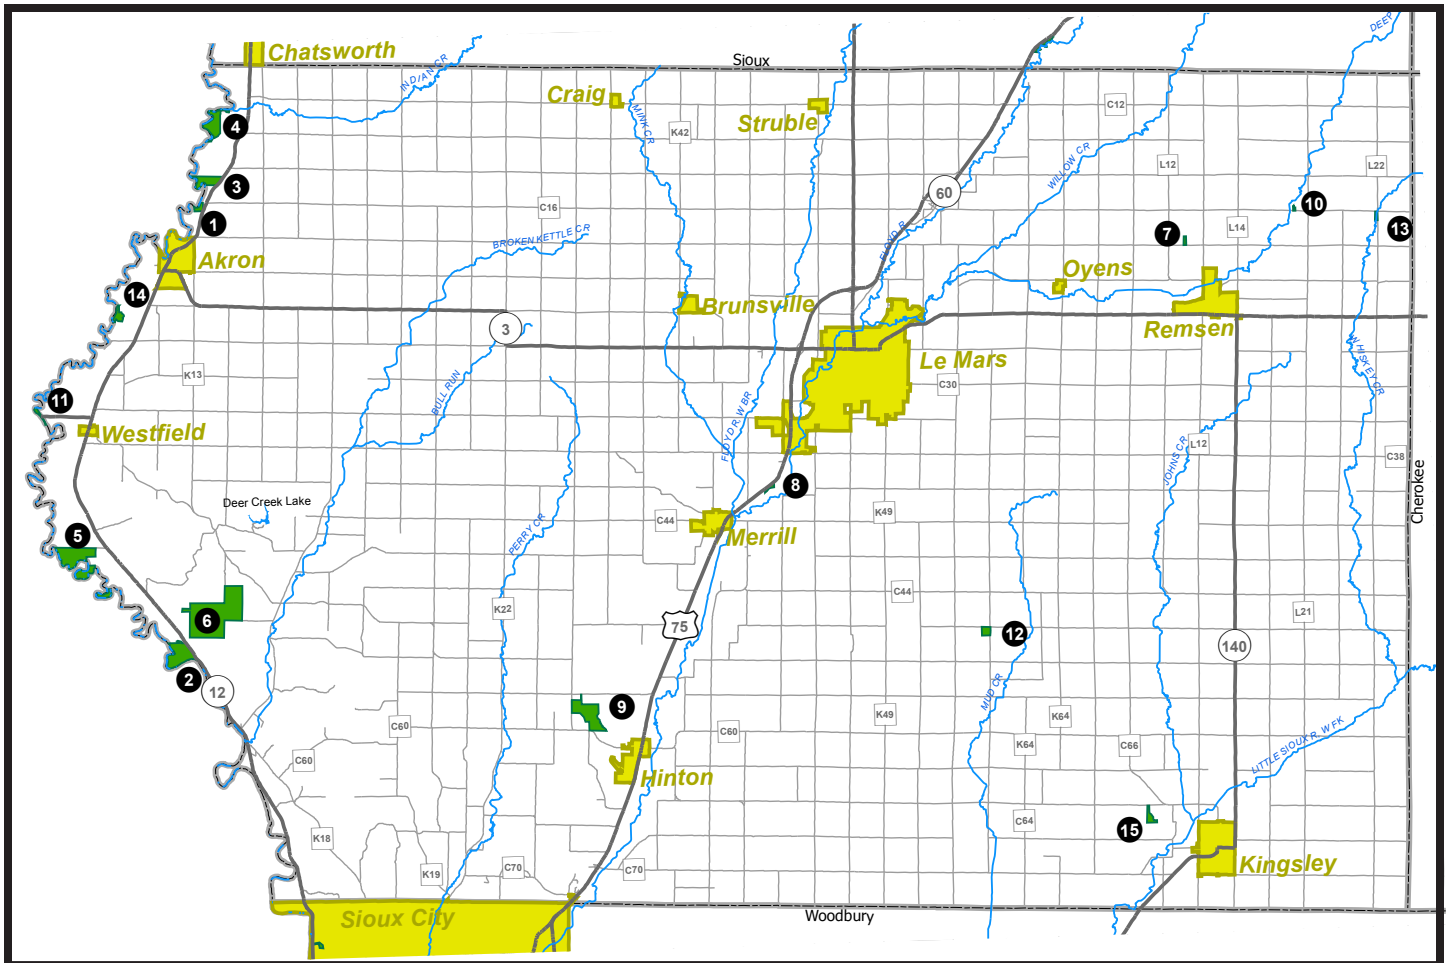 DEEP
Chatsworth
Sioux
INDIAN CR
Craig
Struble
C12
4
MINK CR
K42
WILLOW CR
L12
L22
3
60
C16
10
1
BROKEN KETTLE CR
FLOYD R.
7
L14
13
Akron
Oyens
14
Brunsville
3
Remsen
Le Mars
WHISKEY CR
K13
BULL RUN
C30
11
FLOYD R. W BR
Westfield
JOHNS CR
L12
C38
8
Cherokee
Deer Creek Lake
C44
K49
PERRY CR
Merrill
5
C44
6
K22
75
L21
12
140
2
12
MUD CR
9
C60
K49
K64
C60
K64
C66
LITTLE SIOUX R. W FK
C60
Hinton
C64
15
K18
C70
C70
K19
Kingsley
Sioux City
Woodbury